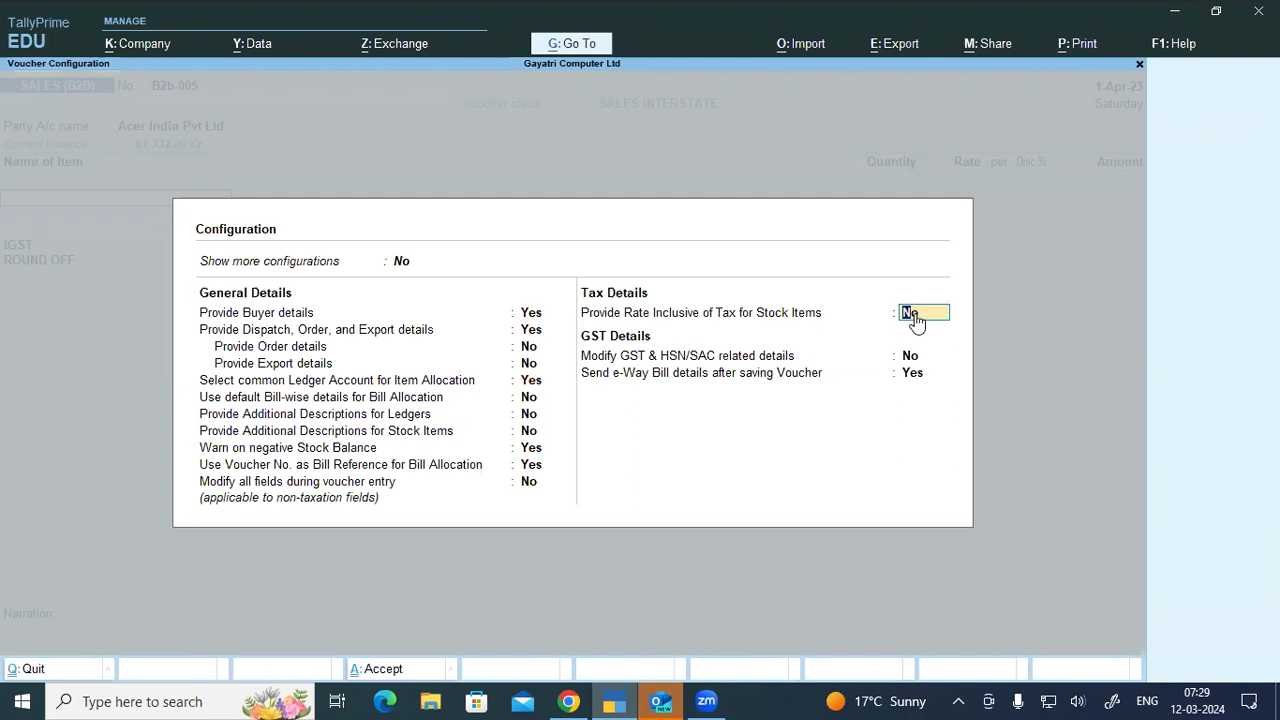 TallyPrime
EDU
MANAGE
K: Company
Y: Data
Z: Exchange
G: Go To
O: Import
E: Export
M: Share
P: Print
F1: Help
Voucher Configuration
Gayatri Computer Ltd
SALES (B2B) No. B2b-005
1-Apr-23
Voucher class: SALES INTERSTATE
Saturday
Party A/c name Acer India Pvt Ltd
Current balance 61,332.00 Cr
Name of Item Quantity Rate per Disc % Amount
IGST
ROUND OFF
Configuration
Show more configurations : No
General Details
Provide Buyer details : Yes
Provide Dispatch, Order, and Export details : Yes
Provide Order details : No
Provide Export details : No
Select common Ledger Account for Item Allocation : Yes
Use default Bill-wise details for Bill Allocation : No
Provide Additional Descriptions for Ledgers : No
Provide Additional Descriptions for Stock Items : No
Warn on negative Stock Balance : Yes
Use Voucher No. as Bill Reference for Bill Allocation : Yes
Modify all fields during voucher entry : No
(applicable to non-taxation fields)
Tax Details
Provide Rate Inclusive of Tax for Stock Items : No
GST Details
Modify GST & HSN/SAC related details : No
Send e-Way Bill details after saving Voucher : Yes
Narration:
Q: Quit
A: Accept
Type here to search
17°C Sunny
ENG
07:29
12-03-2024